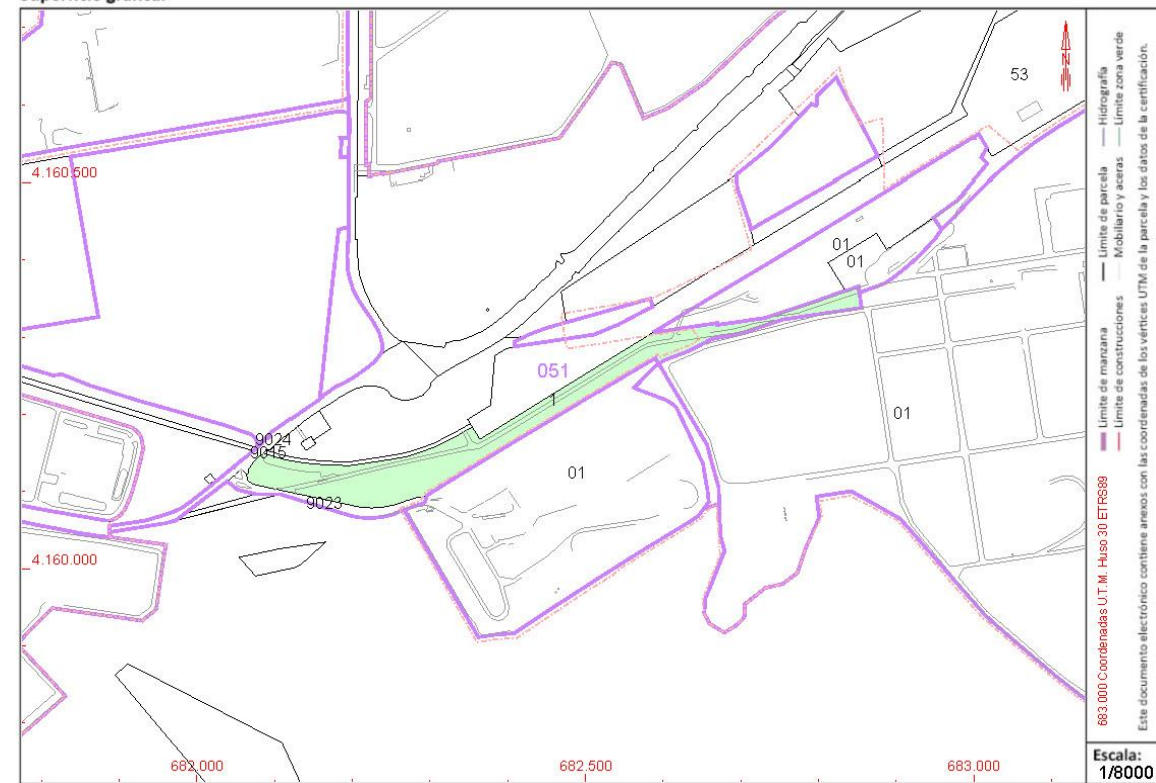 53
4.160.500
01
01
051
1
01
9024
9015
01
9023
4.160.000
682.000
682.500
683.000
Límite de manzana
Límite de parcela
Hidrografía
Límite de construcciones
Mobiliario y aceras
Límite zona verde
683.000 Coordenadas U.T.M. Huso 30 ETRS89
Este documento electrónico contiene anexos con las coordenadas de los vértices UTM de la parcela y los datos de la certificación.
Escala:
1/8000